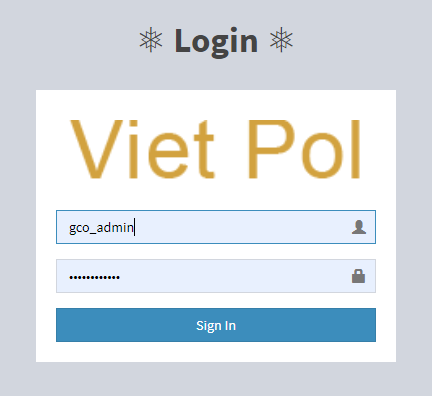 Login
Viet Pol
gco_admin
••••••••••••
Sign In